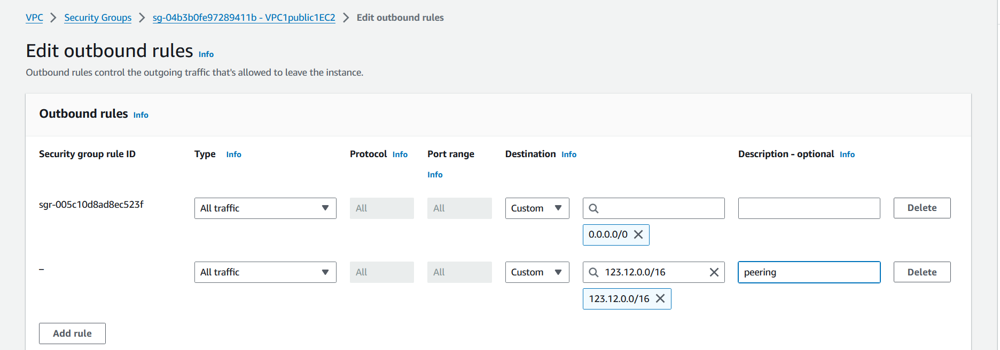 VPC > Security Groups > sg-04b3b0fe97289411b - VPC1public1EC2 > Edit outbound rules
Edit outbound rules Info
Outbound rules control the outgoing traffic that's allowed to leave the instance.
Outbound rules Info
Security group rule ID Type Info Protocol Info Port range Info Destination Info Description - optional Info
sgr-005c10d8ad8ec523f All traffic All All Custom Delete
0.0.0.0/0
– All traffic All All Custom 123.12.0.0/16 peering Delete
123.12.0.0/16
Add rule